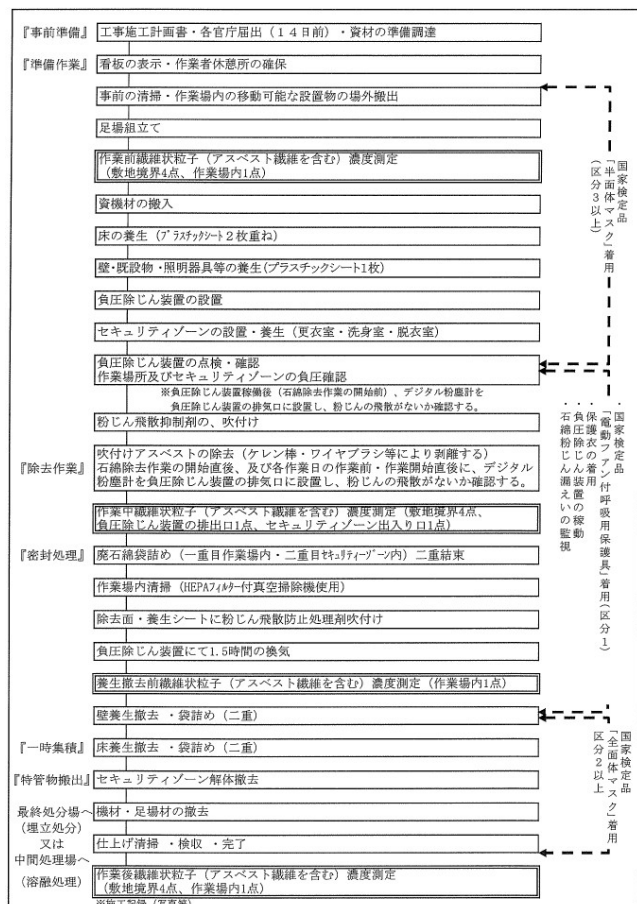 『事前準備』
工事施工計画書・各官庁届出（１４日前）・資材の準備調達
『準備作業』
看板の表示・作業者休憩所の確保
事前の清掃・作業場内の移動可能な設置物の場外搬出
足場組立て
作業前繊維状粒子（アスベスト繊維を含む）濃度測定
（敷地境界4点、作業場内1点）
資機材の搬入
床の養生（プラスチックシート２枚重ね）
壁・既設物・照明器具等の養生(プラスチックシート1枚)
負圧除じん装置の設置
セキュリティゾーンの設置・養生（更衣室・洗身室・脱衣室）
負圧除じん装置の点検・確認
作業場所及びセキュリティゾーンの負圧確認
※負圧除じん装置稼働後（石綿除去作業の開始前）、デジタル粉塵計を
負圧除じん装置の排気口に設置し、粉じんの飛散がないか確認する。
粉じん飛散抑制剤の、吹付け
『除去作業』
吹付けアスベストの除去（ケレン棒・ワイヤブラシ等により剥離する）
石綿除去作業の開始直後、及び各作業日の作業前・作業開始直後に、デジタル
粉塵計を負圧除じん装置の排気口に設置し、粉じんの飛散がないか確認する。
作業中繊維状粒子（アスベスト繊維を含む）濃度測定（敷地境界4点、
負圧除じん装置の排出口1点、セキュリティゾーン出入り口1点）
『密封処理』
廃石綿袋詰め（一重目作業場内・二重目セキュリティーゾーン内）二重結束
作業場内清掃（HEPAフィルター付真空掃除機使用）
除去面・養生シートに粉じん飛散防止処理剤吹付け
負圧除じん装置にて1.5時間の換気
養生撤去前繊維状粒子（アスベスト繊維を含む）濃度測定（作業場内1点）
壁養生撤去 ・袋詰め（二重）
『一時集積』
床養生撤去 ・袋詰め（二重）
『特管物搬出』
セキュリティゾーン解体撤去
最終処分場へ
（埋立処分）
又は
中間処理場へ
（溶融処理）
機材・足場材の撤去
仕上げ清掃 ・検収 ・完了
作業後繊維状粒子（アスベスト繊維を含む）濃度測定
（敷地境界4点、作業場内1点）
※施工記録（写真等）
国家検定品
「半面体マスク」着用
（区分３以上）
・国家検定品
「電動ファン付呼吸用保護具」着用（区分１）
・保護衣の着用
・負圧除じん装置の稼動
・石綿粉じん漏えいの監視
国家検定品
「全面体マスク」着用
区分２以上